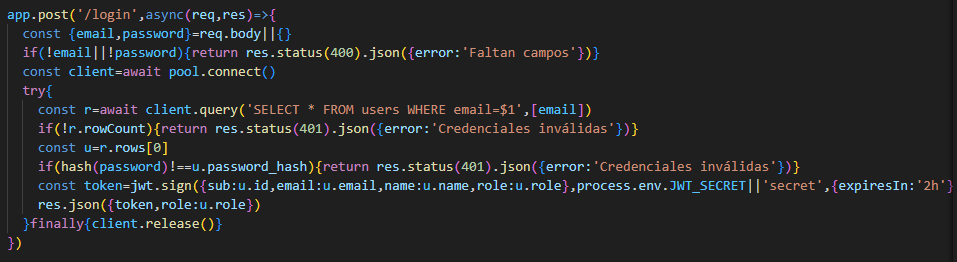 app.post('/login',async(req,res)=>{
  const {email,password}=req.body||{}
  if(!email||!password){return res.status(400).json({error:'Faltan campos'})}
  const client=await pool.connect()
  try{
    const r=await client.query('SELECT * FROM users WHERE email=$1',[email])
    if(!r.rowCount){return res.status(401).json({error:'Credenciales inválidas'})}
    const u=r.rows[0]
    if(hash(password)!==u.password_hash){return res.status(401).json({error:'Credenciales inválidas'})}
    const token=jwt.sign({sub:u.id,email:u.email,name:u.name,role:u.role},process.env.JWT_SECRET||'secret',{expiresIn:'2h'}
    res.json({token,role:u.role})
  }finally{client.release()}
})